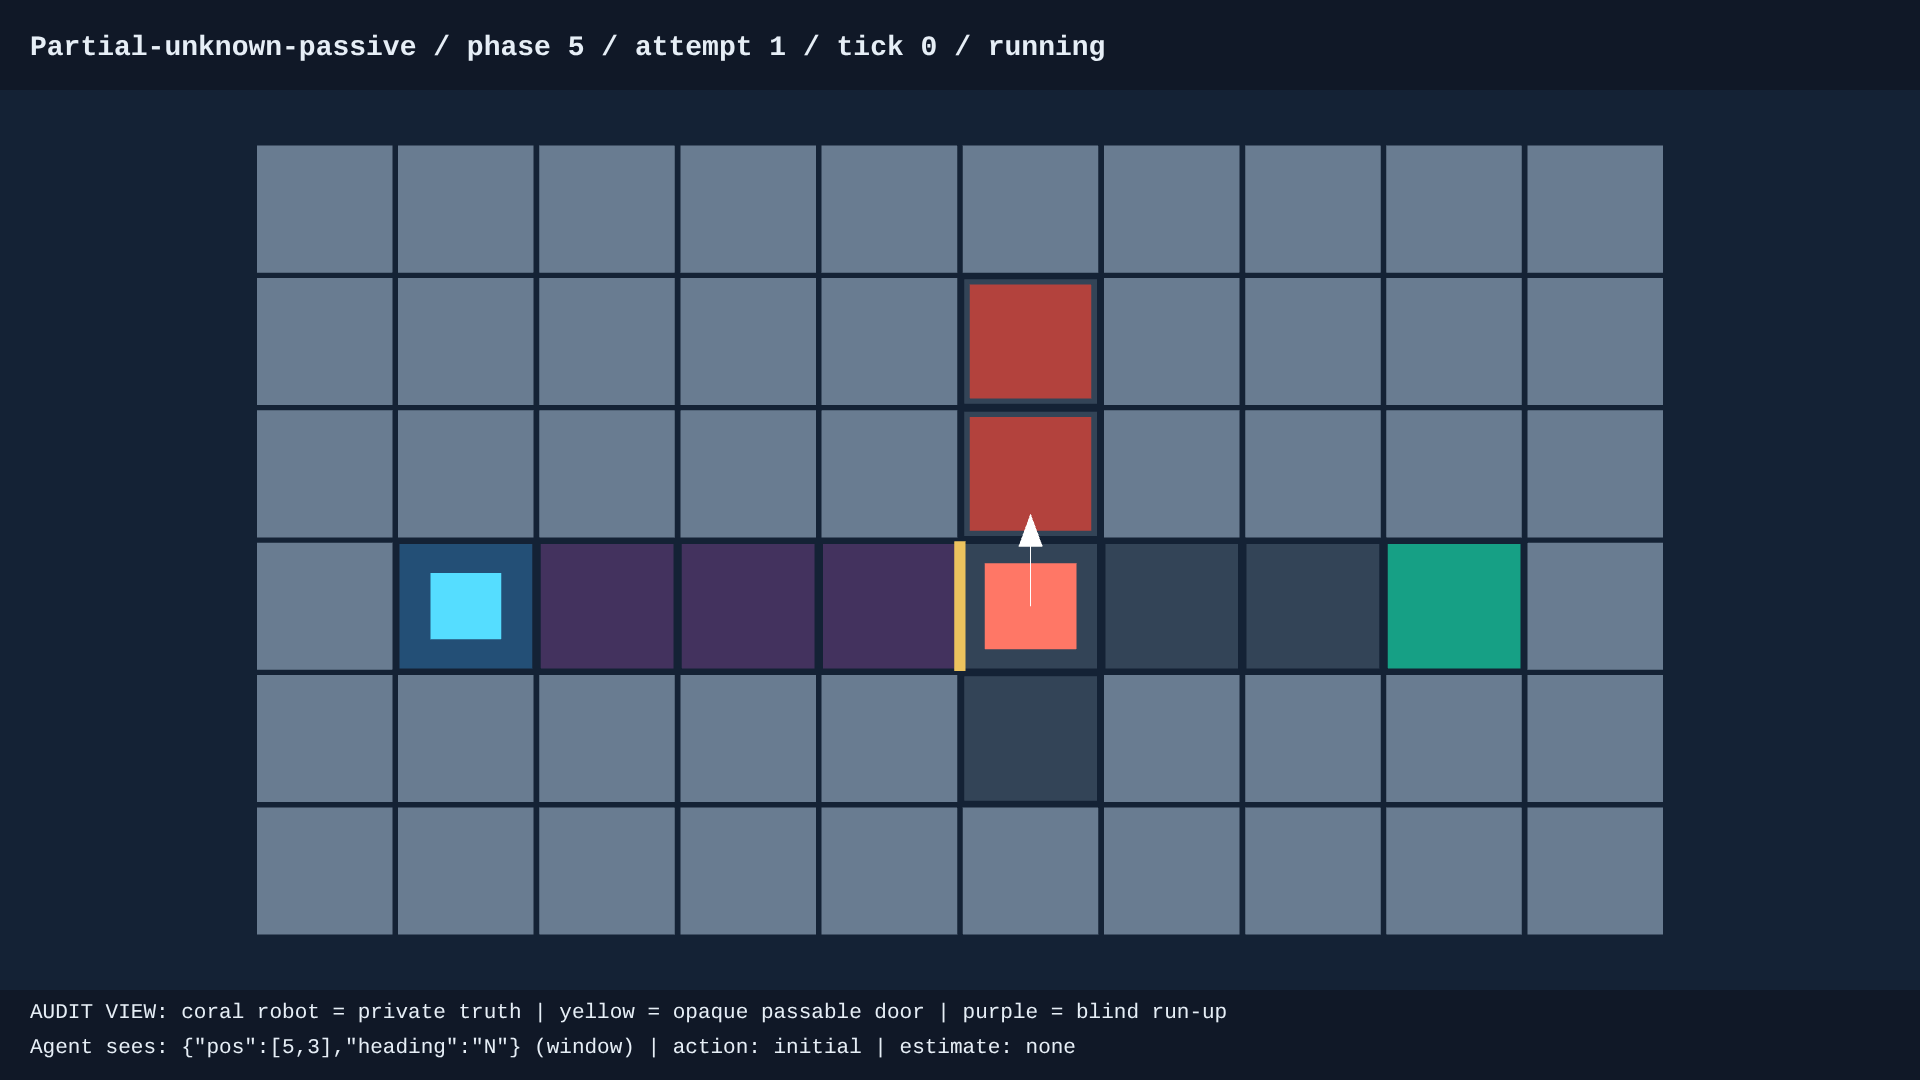 Partial-unknown-passive / phase 5 / attempt 1 / tick 0 / running
AUDIT VIEW: coral robot = private truth | yellow = opaque passable door | purple = blind run-up
Agent sees: {"pos":[5,3],"heading":"N"} (window) | action: initial | estimate: none